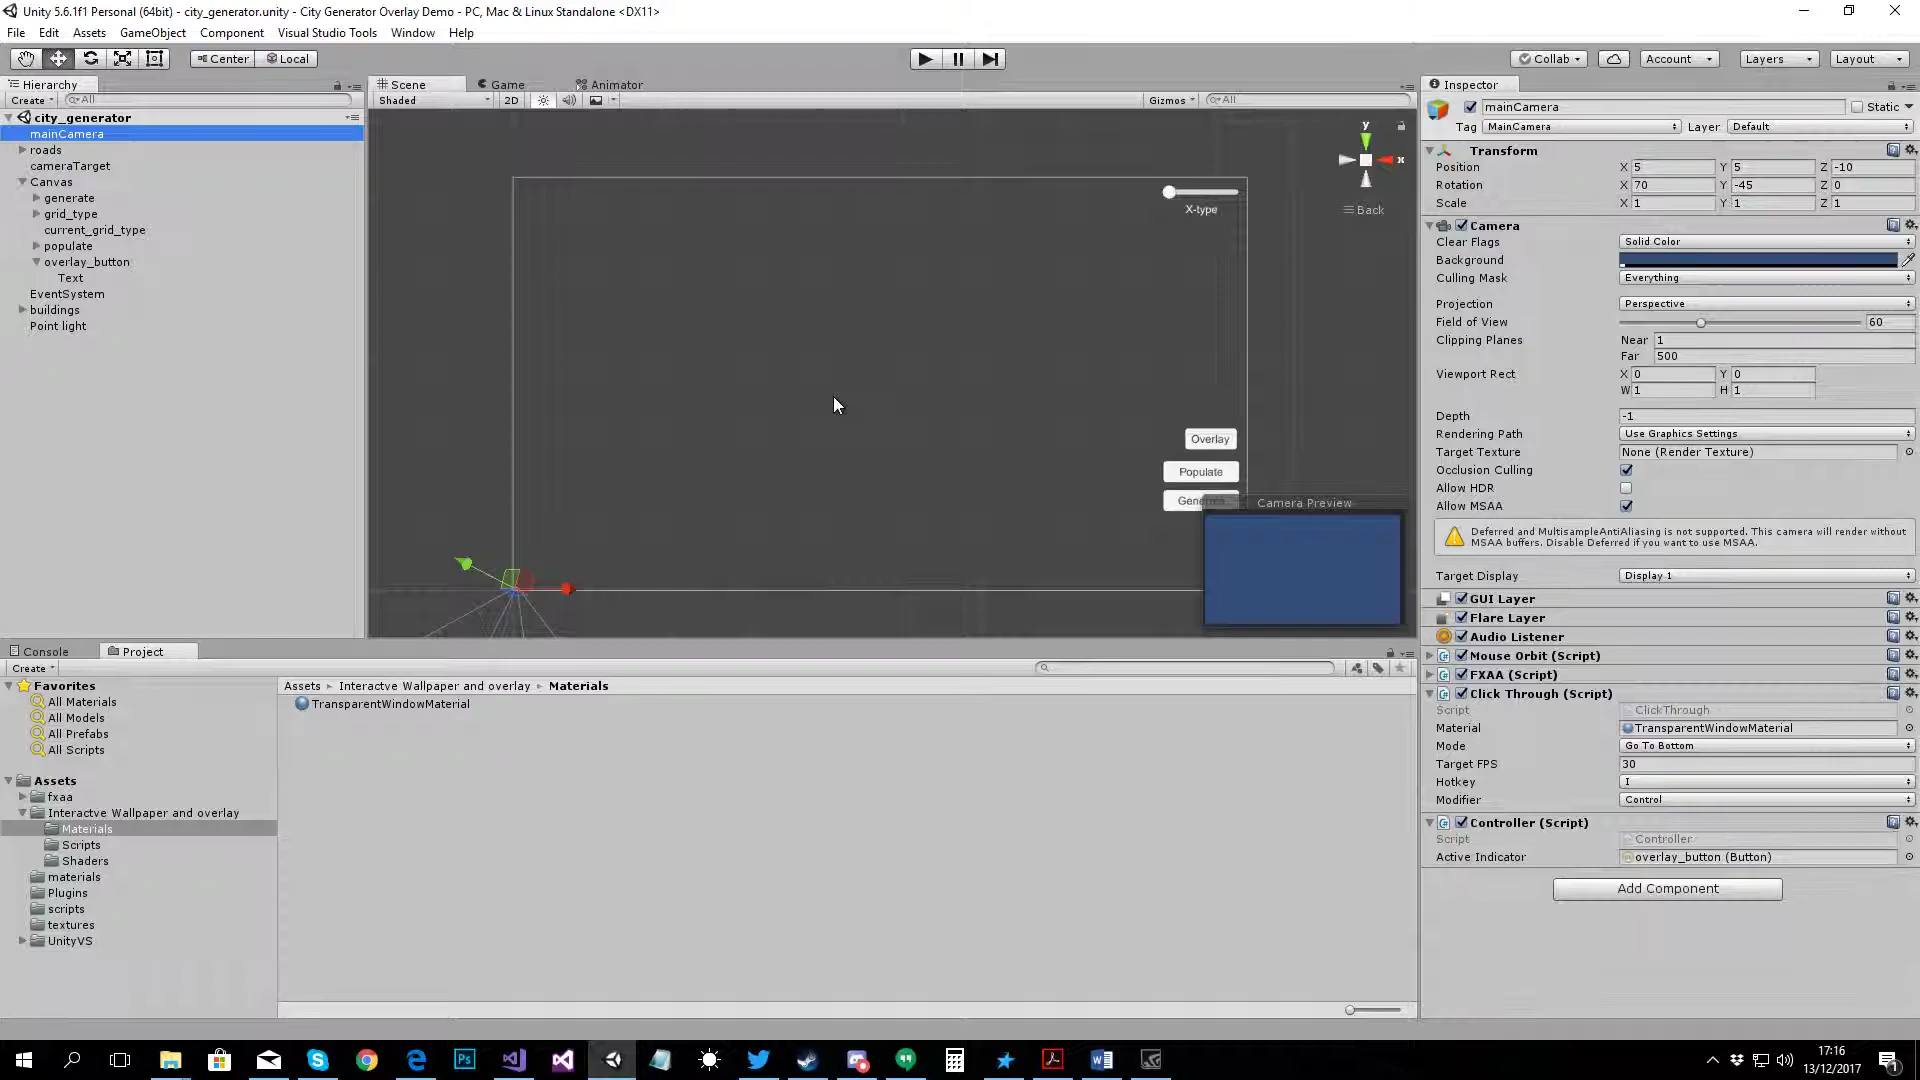 Unity 5.6.1f1 Personal (64bit) - city_generator.unity - City Generator Overlay Demo - PC, Mac & Linux Standalone <DX11>
File Edit Assets GameObject Component Visual Studio Tools Window Help
Center Local Collab Account Layers Layout
Hierarchy
Create All
city_generator
mainCamera
roads
cameraTarget
Canvas
generate
grid_type
current_grid_type
populate
overlay_button
Text
EventSystem
buildings
Point light
Scene Game Animator
Shaded 2D Gizmos All
y
x
Back
X-type
Overlay
Populate
Camera Preview
Inspector
mainCamera Static
Tag MainCamera Layer Default
Transform
Position X 5 Y 5 Z -10
Rotation X 70 Y -45 Z 0
Scale X 1 Y 1 Z 1
Camera
Clear Flags Solid Color
Background
Culling Mask Everything
Projection Perspective
Field of View 60
Clipping Planes Near 1
Far 500
Viewport Rect X 0 Y 0
W 1 H 1
Depth -1
Rendering Path Use Graphics Settings
Target Texture None (Render Texture)
Occlusion Culling
Allow HDR
Allow MSAA
Deferred and MultisampleAntiAliasing is not supported. This camera will render without
MSAA buffers. Disable Deferred if you want to use MSAA.
Target Display Display 1
GUI Layer
Flare Layer
Audio Listener
Mouse Orbit (Script)
FXAA (Script)
Click Through (Script)
Script ClickThrough
Material TransparentWindowMaterial
Mode Go To Bottom
Target FPS 30
Hotkey I
Modifier Control
Controller (Script)
Script Controller
Active Indicator overlay_button (Button)
Add Component
Console Project
Create
Favorites
All Materials
All Models
All Prefabs
All Scripts
Assets
fxaa
Interactve Wallpaper and overlay
Materials
Scripts
Shaders
materials
Plugins
scripts
textures
UnityVS
Assets Interactve Wallpaper and overlay Materials
TransparentWindowMaterial
17:16
13/12/2017